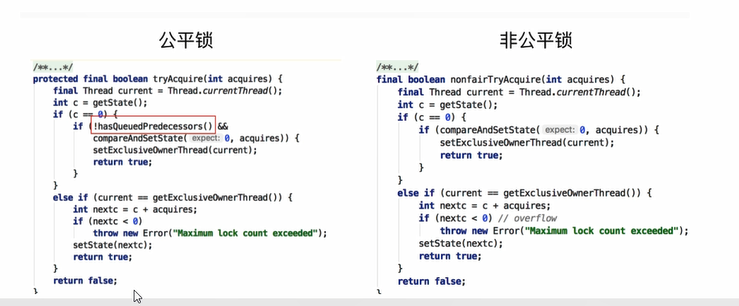 公平锁
/**...*/
protected final boolean tryAcquire(int acquires) {
final Thread current = Thread.currentThread();
int c = getState();
if (c == 0) {
if (!hasQueuedPredecessors() &&
compareAndSetState( expect: 0, acquires)) {
setExclusiveOwnerThread(current);
return true;
}
}
else if (current == getExclusiveOwnerThread()) {
int nextc = c + acquires;
if (nextc < 0)
throw new Error("Maximum lock count exceeded");
setState(nextc);
return true;
}
return false;
}
非公平锁
/**...*/
final boolean nonfairTryAcquire(int acquires) {
final Thread current = Thread.currentThread();
int c = getState();
if (c == 0) {
if (compareAndSetState( expect: 0, acquires)) {
setExclusiveOwnerThread(current);
return true;
}
}
else if (current == getExclusiveOwnerThread()) {
int nextc = c + acquires;
if (nextc < 0) // overflow
throw new Error("Maximum lock count exceeded");
setState(nextc);
return true;
}
return false;
}